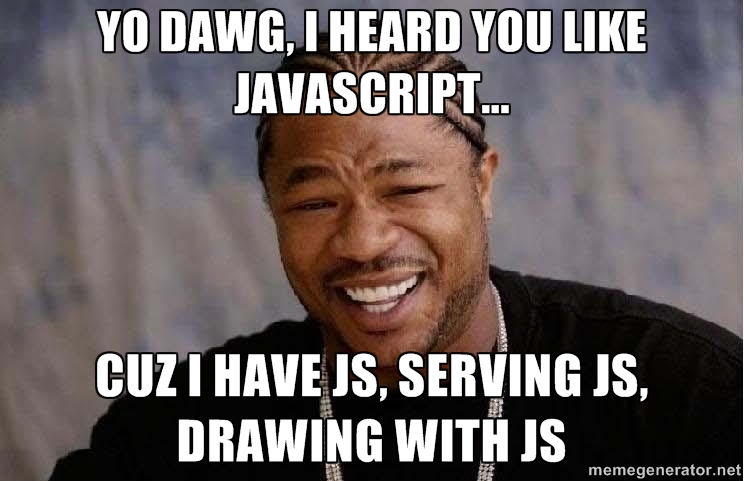 YO DAWG, I HEARD YOU LIKE
JAVASCRIPT...
CUZ I HAVE JS, SERVING JS,
DRAWING WITH JS
memegenerator.net